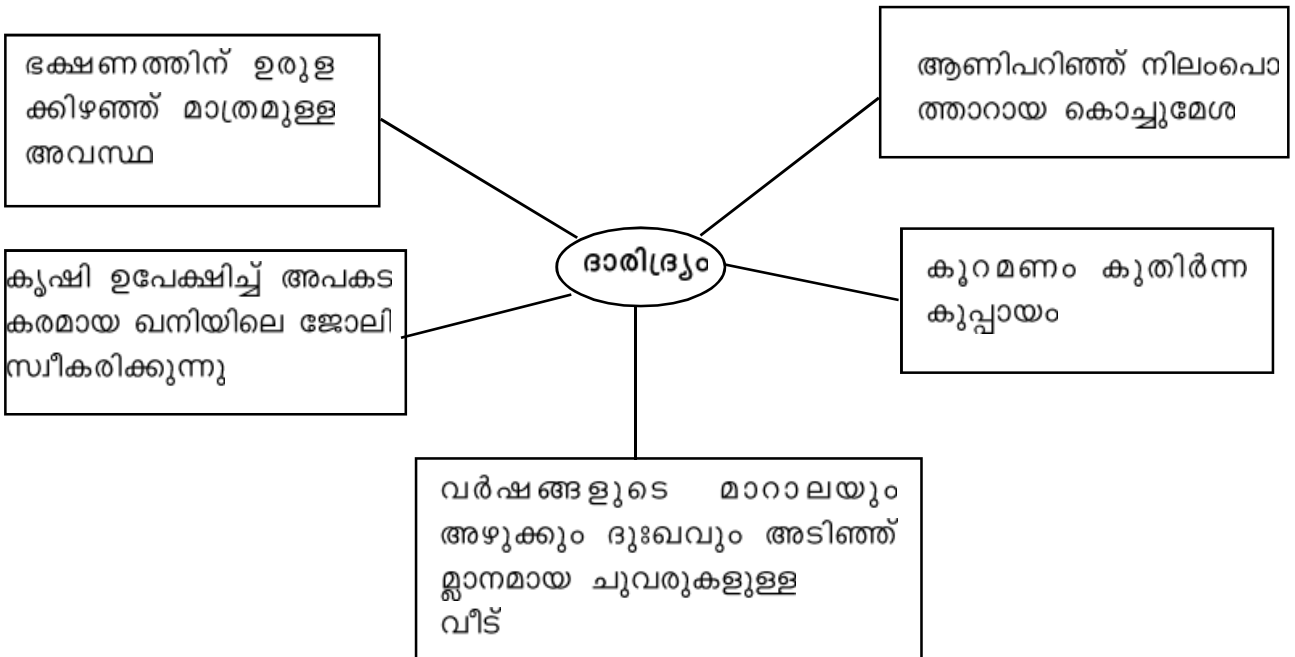 ഭക്ഷണത്തിന് ഉരുള
ക്കിഴഞ്ഞ് മാത്രമുള്ള
അവസ്ഥ
ആണിപറിഞ്ഞ് നിലംപൊ
ത്താറായ കൊച്ചുമേശ
ദാരിദ്ര്യം
കൃഷി ഉപേക്ഷിച്ച് അപകട
കരമായ ഖനിയിലെ ജോലി
സ്വീകരിക്കുന്നു
കൂറമണം കുതിർന്ന
കുപ്പായം
വർഷങ്ങളുടെ മാറാലയും
അഴുക്കും ദുഃഖവും അടിഞ്ഞ്
മ്ലാനമായ ചുവരുകളുള്ള
വീട്